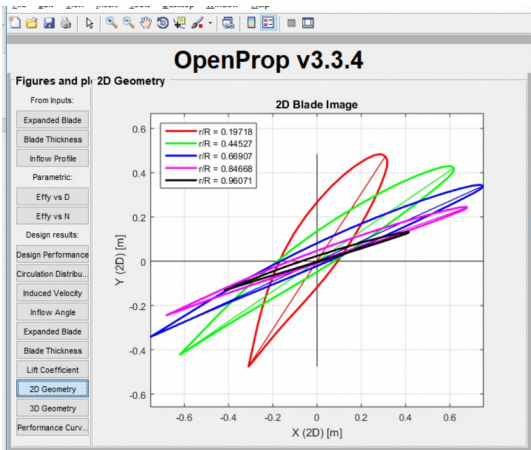 OpenProp v3.3.4
Figures and pl
2D Geometry
From Inputs:
Expanded Blade
Blade Thickness
Inflow Profile
Parametric:
Effy vs D
Effy vs N
Design results:
Design Performance
Circulation Distribu...
Induced Velocity
Inflow Angle
Expanded Blade
Blade Thickness
Lift Coefficient
2D Geometry
3D Geometry
Performance Curv...
2D Blade Image
r/R = 0.19718
r/R = 0.44527
r/R = 0.66907
r/R = 0.84668
r/R = 0.96071
0.6
0.4
0.2
0
-0.2
-0.4
-0.6
Y (2D) [m]
-0.6 -0.4 -0.2 0 0.2 0.4 0.6
X (2D) [m]